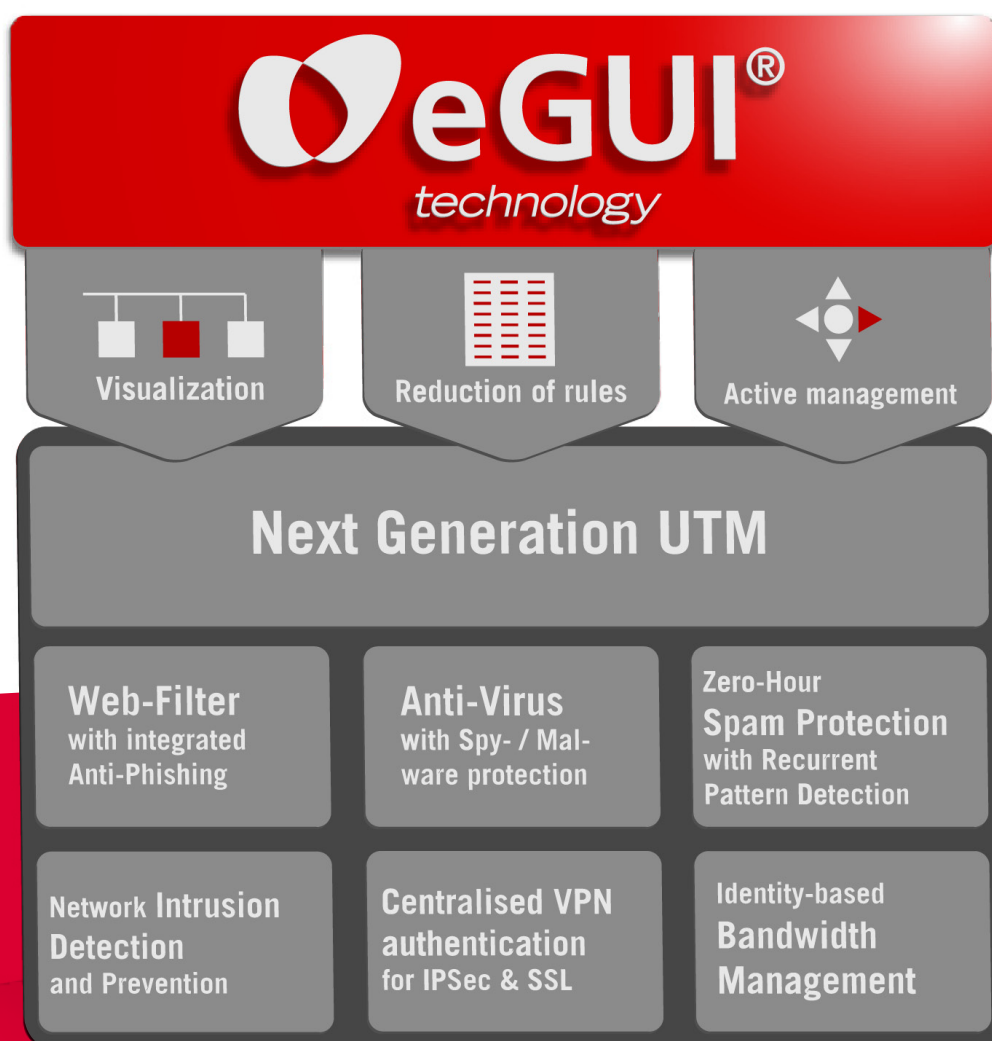 eGUI®
technology
Visualization
Reduction of rules
Active management
Next Generation UTM
Web-Filter
with integrated
Anti-Phishing
Anti-Virus
with Spy- / Mal-
ware protection
Zero-Hour
Spam Protection
with Recurrent
Pattern Detection
Network Intrusion
Detection
and Prevention
Centralised VPN
authentication
for IPSec & SSL
Identity-based
Bandwidth
Management